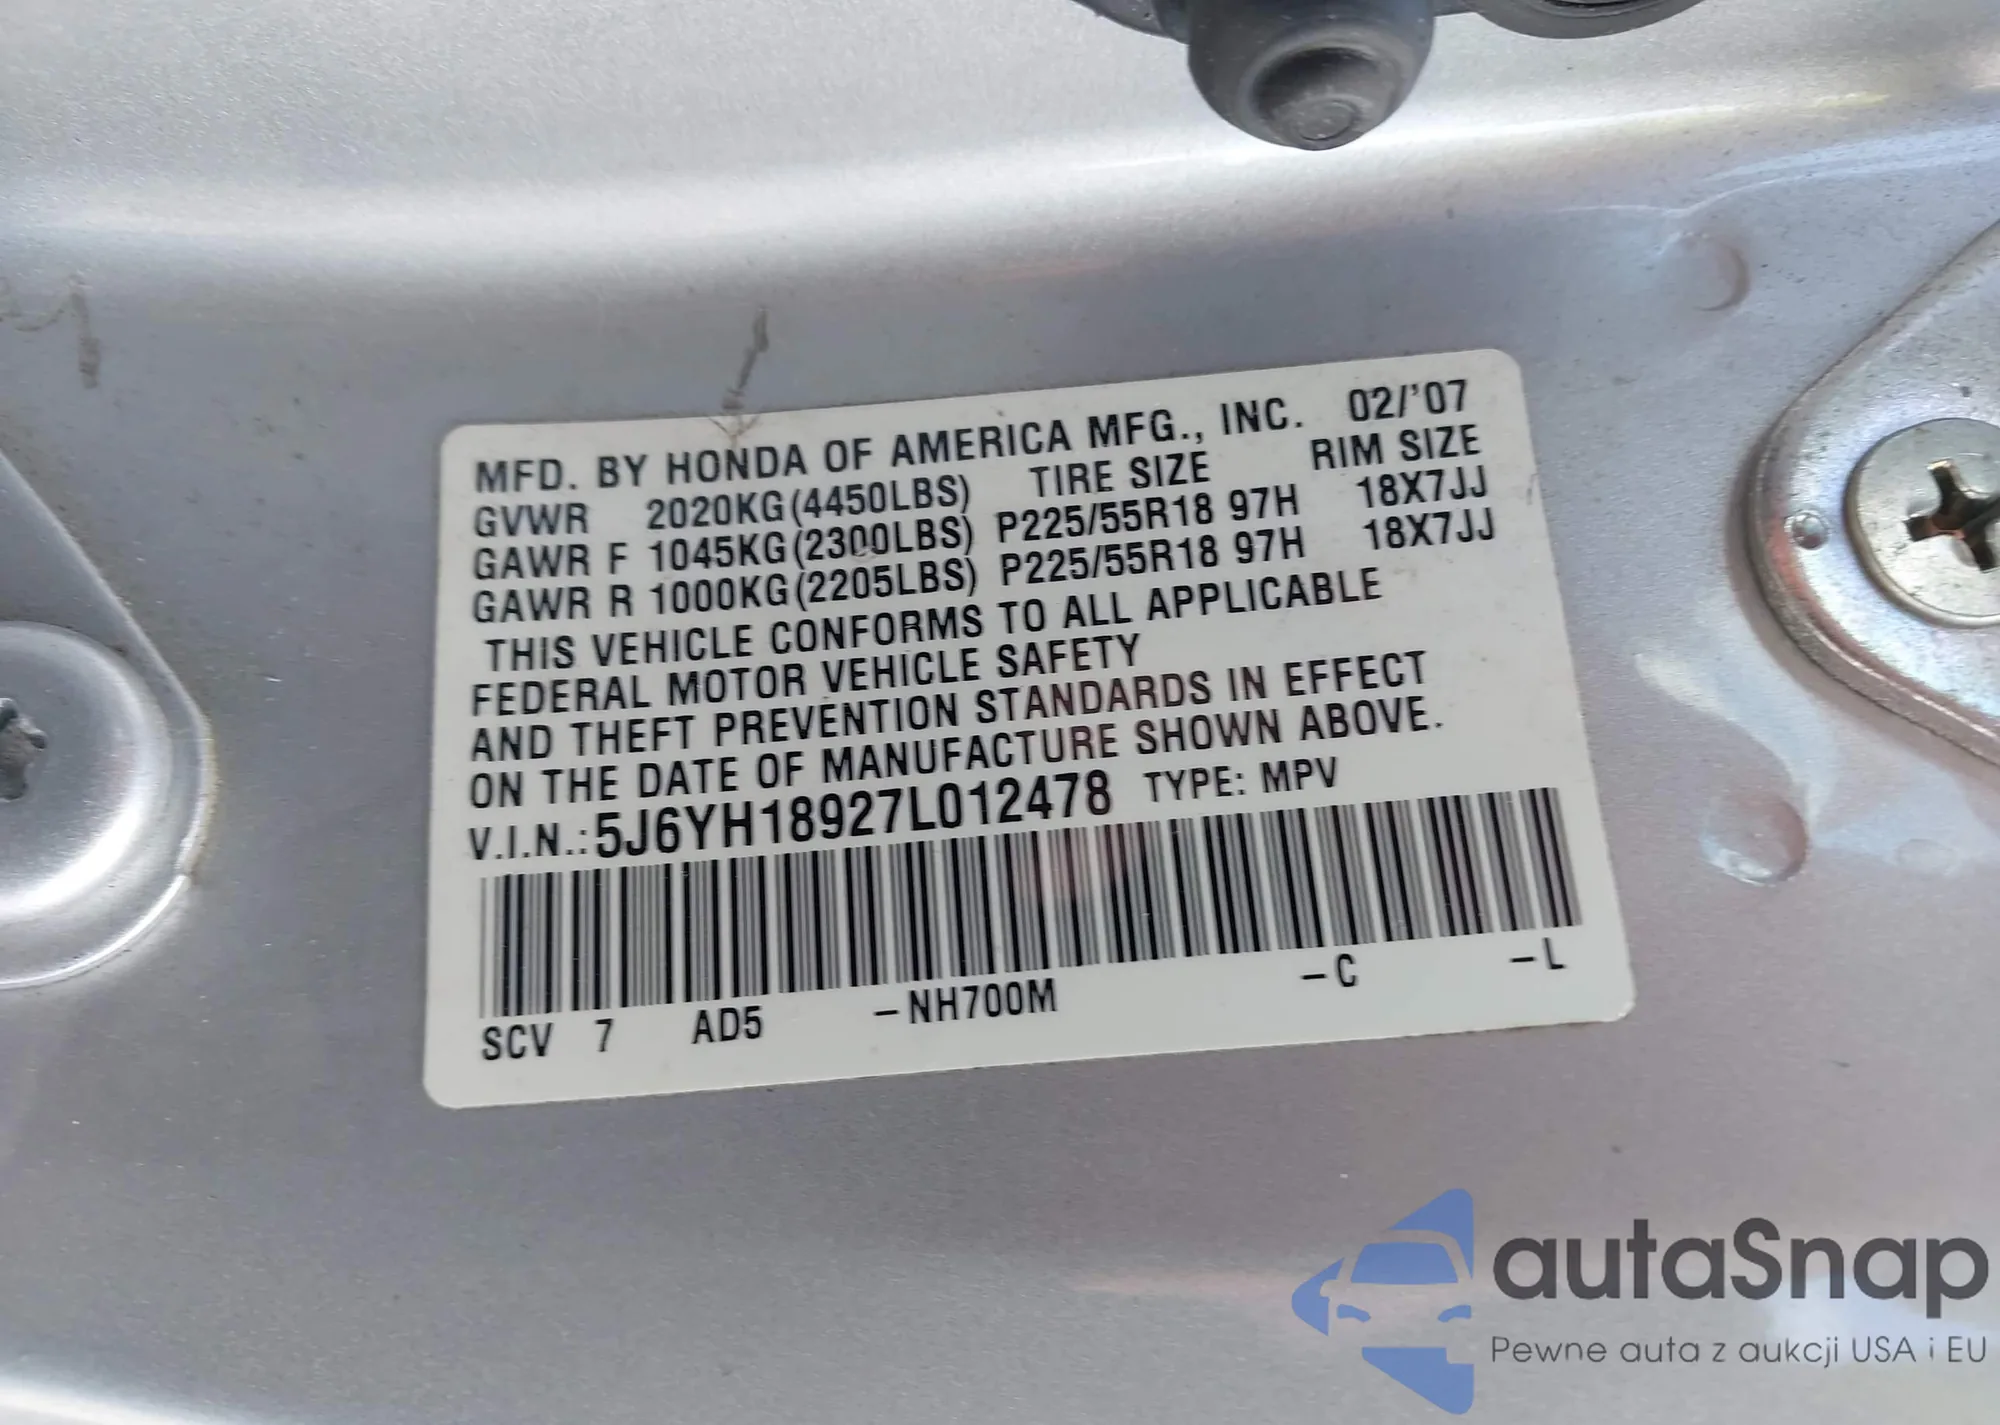 MFD. BY HONDA OF AMERICA MFG., INC. 02/'07
GVWR 2020KG(4450LBS) TIRE SIZE RIM SIZE
GAWR F 1045KG(2300LBS) P225/55R18 97H 18X7JJ
GAWR R 1000KG(2205LBS) P225/55R18 97H 18X7JJ
THIS VEHICLE CONFORMS TO ALL APPLICABLE
FEDERAL MOTOR VEHICLE SAFETY
AND THEFT PREVENTION STANDARDS IN EFFECT
ON THE DATE OF MANUFACTURE SHOWN ABOVE.
V.I.N.: 5J6YH18927L012478 TYPE: MPV
SCV 7 AD5 -NH700M -C -L
autaSnap
Pewne auta z aukcji USA i EU